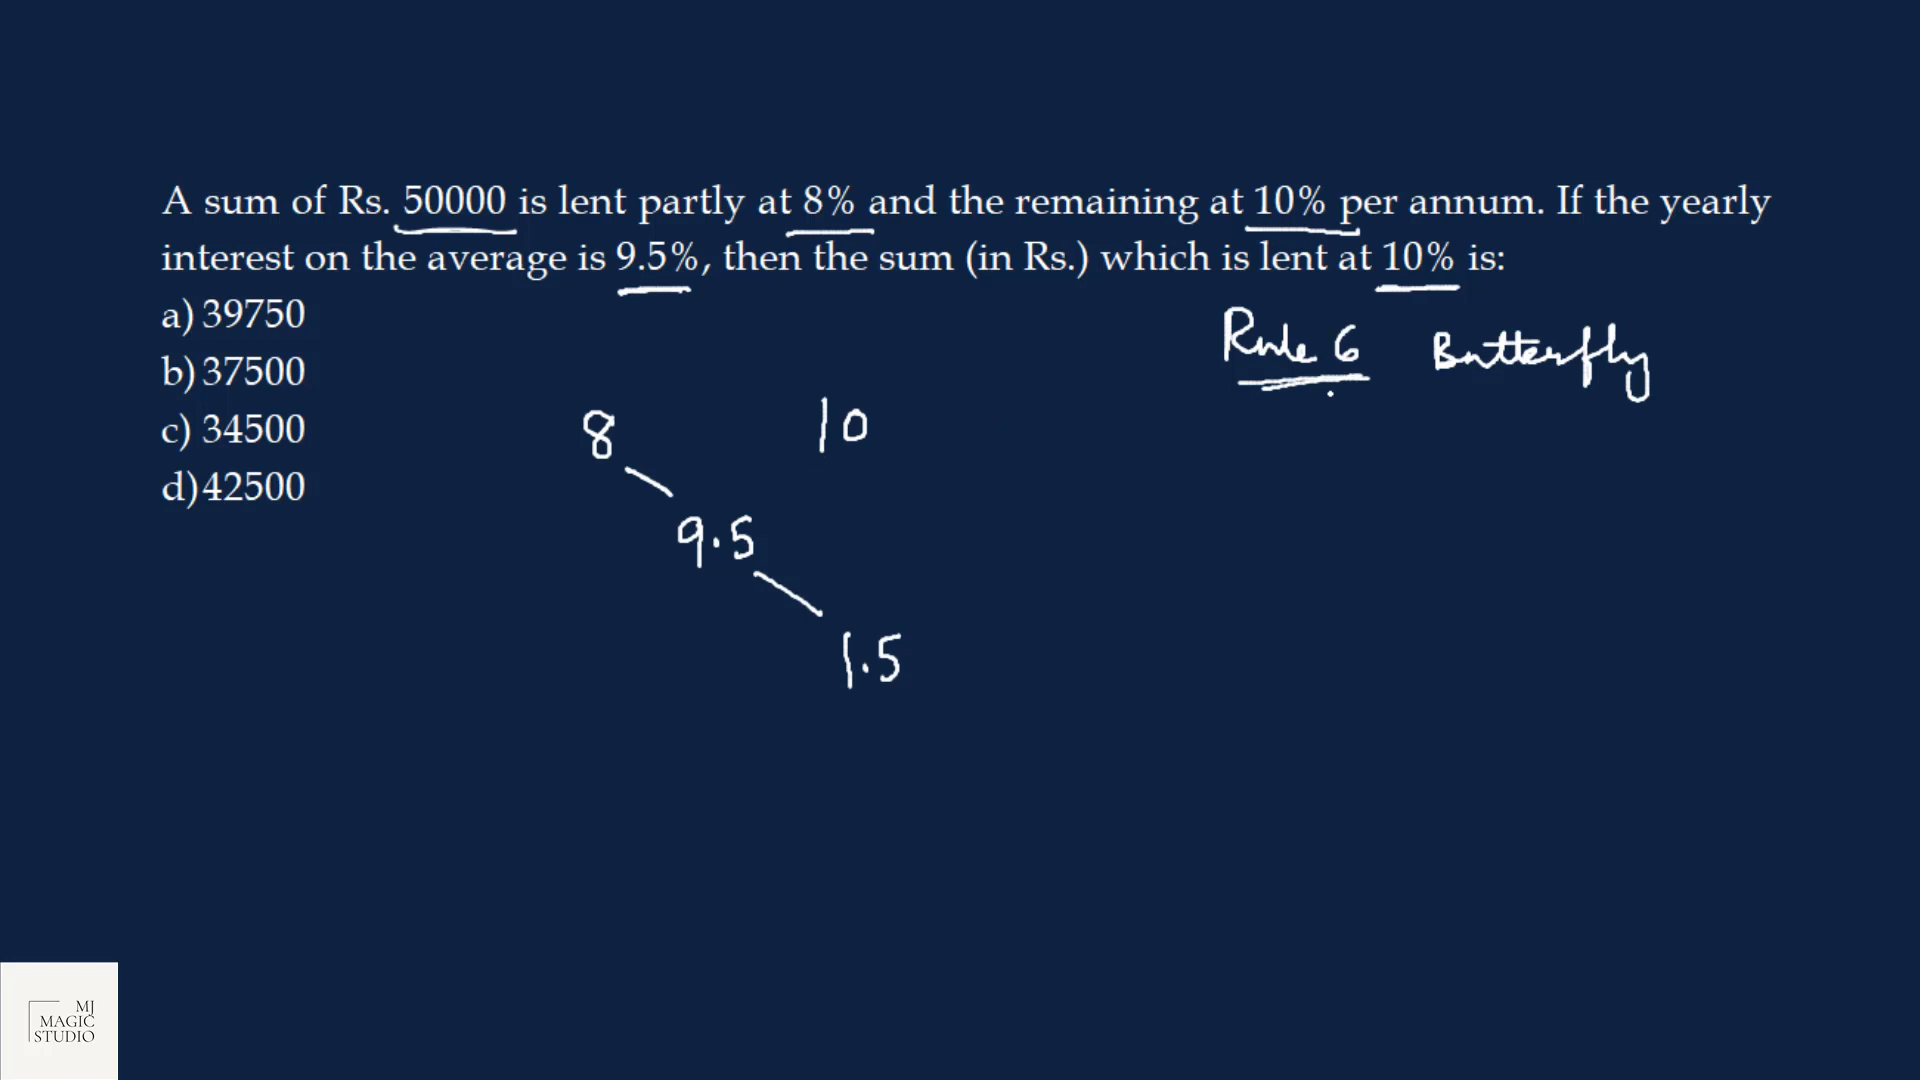 A sum of Rs. 50000 is lent partly at 8% and the remaining at 10% per annum. If the yearly
interest on the average is 9.5%, then the sum (in Rs.) which is lent at 10% is:
a) 39750
b) 37500
c) 34500
d) 42500
Rule 6 Butterfly
8 10
9.5
1.5
MJ
MAGIC
STUDIO